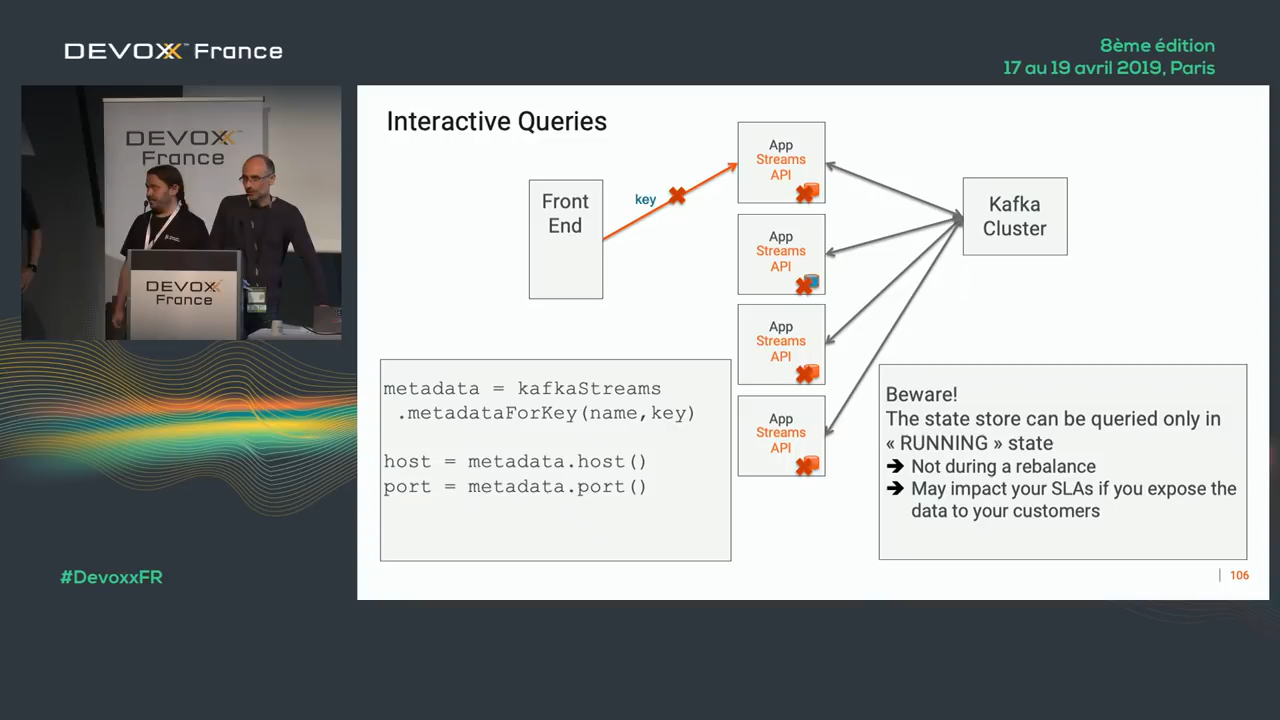 DEVOXX™ France
8ème édition
17 au 19 avril 2019, Paris
DEVOXX™
France
DEVOXX
France
#DevoxxFR
Interactive Queries
Front
End
key
App
Streams
API
App
Streams
API
App
Streams
API
App
Streams
API
Kafka
Cluster
metadata = kafkaStreams
.metadataForKey(name,key)
host = metadata.host()
port = metadata.port()
Beware!
The state store can be queried only in
« RUNNING » state
➔ Not during a rebalance
➔ May impact your SLAs if you expose the
data to your customers
106